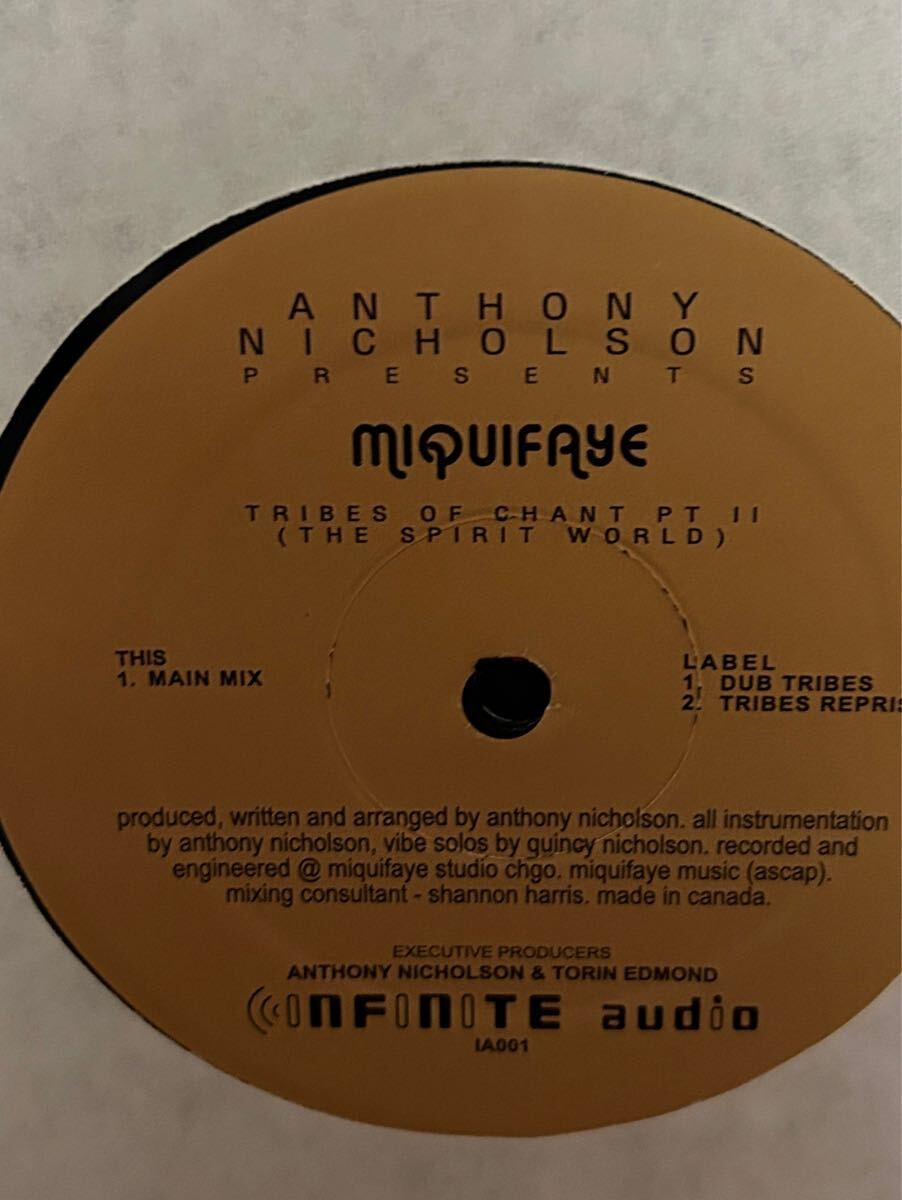 ANTHONY
NICHOLSON
PRESENTS
MIQUIFAYE
TRIBES OF CHANT PT II
(THE SPIRIT WORLD)
THIS
1. MAIN MIX
LABEL
1. DUB TRIBES
2. TRIBES
produced, written and arranged by anthony nicholson. all instrumentation
by anthony nicholson, vibe solos by quincy nicholson. recorded and
engineered @ miquifaye studio chgo. miquifaye music (ascap).
mixing consultant - shannon harris. made in canada.
EXECUTIVE PRODUCERS
ANTHONY NICHOLSON & TORIN EDMOND
INFINITE audio
IA001